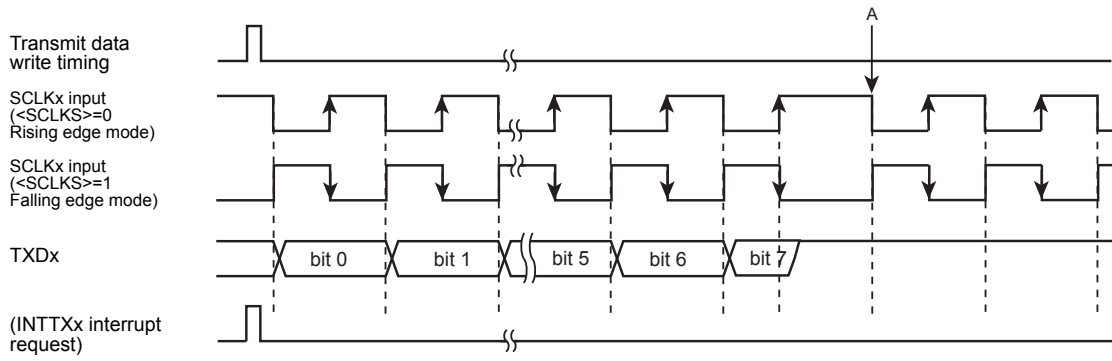 A
Transmit data
write timing
SCLKx input
(<SCLKS>=0
Rising edge mode)
SCLKx input
(<SCLKS>=1
Falling edge mode)
TXDx
bit 0
bit 1
bit 5
bit 6
bit 7
(INTTXx interrupt
request)